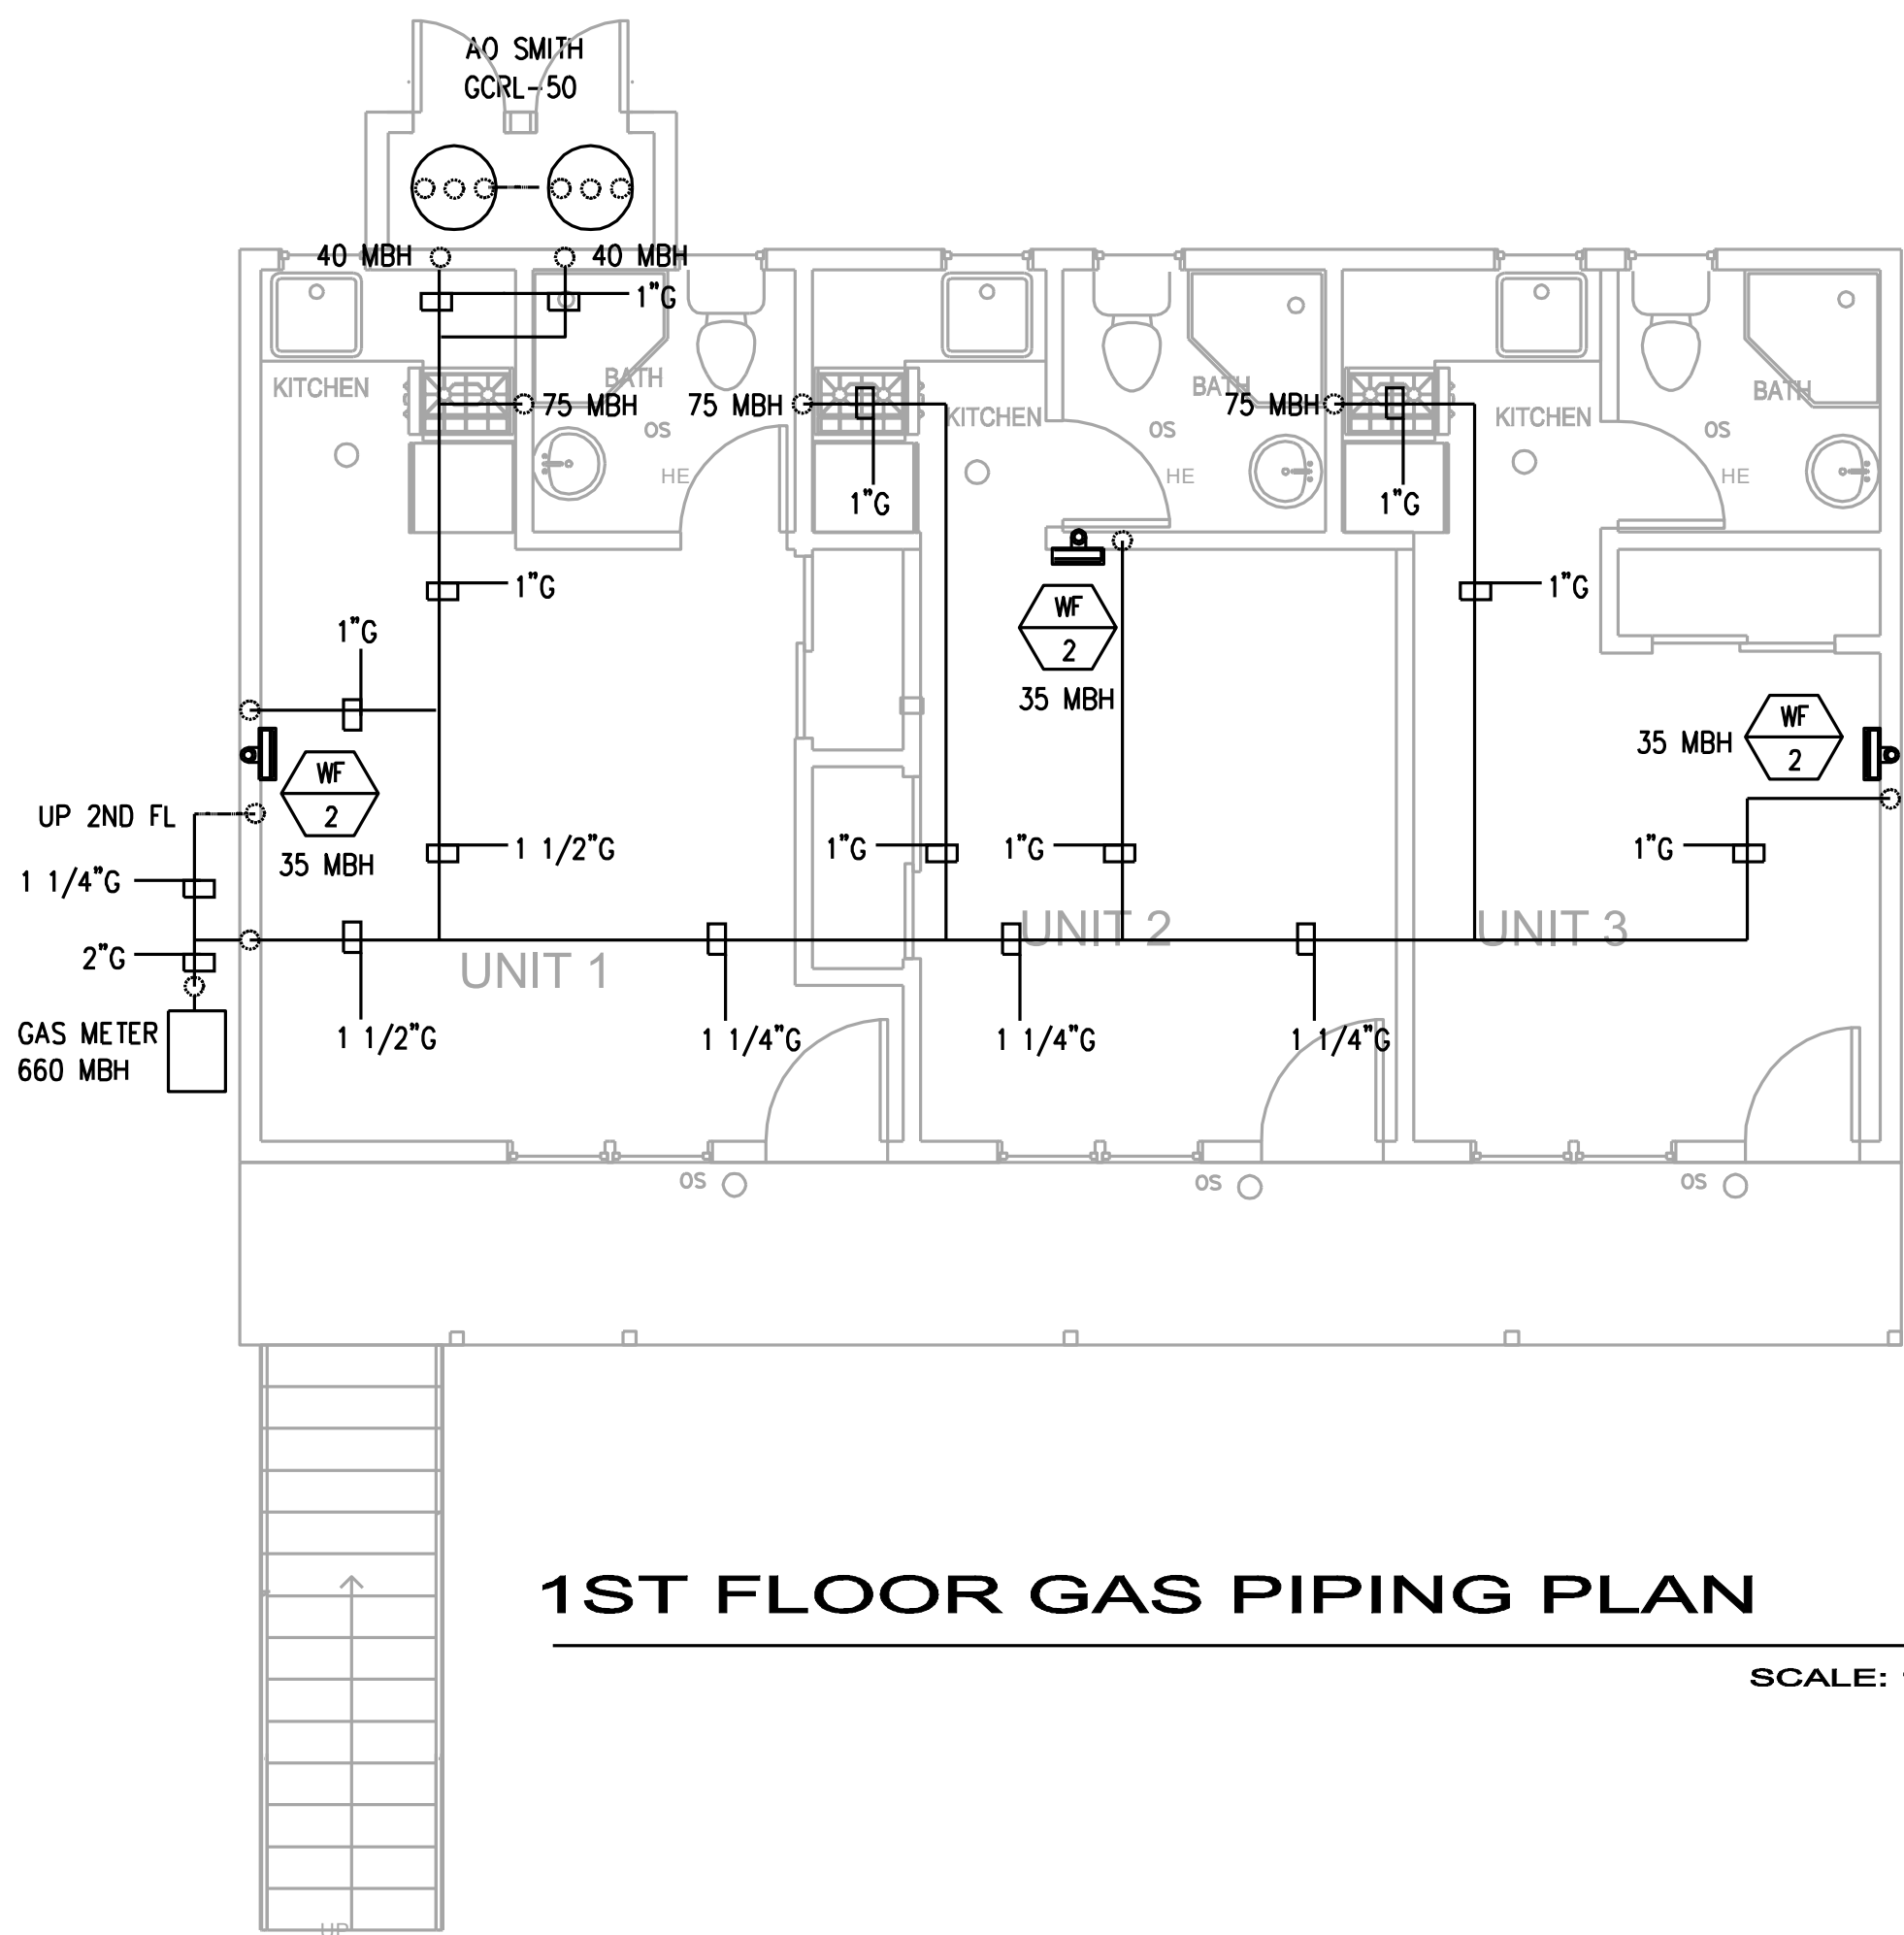 AO SMITH
GCRL-50
40 MBH
40 MBH
1"G
KITCHEN
BATH
75 MBH
75 MBH
OS
HE
1"G
KITCHEN
BATH
75 MBH
OS
HE
1"G
KITCHEN
BATH
OS
HE
1"G
1"G
1"G
WF
2
35 MBH
WF
2
35 MBH
WF
2
35 MBH
UP 2ND FL
1 1/4"G
2"G
1 1/2"G
1"G
1"G
1"G
UNIT 1
UNIT 2
UNIT 3
GAS METER
660 MBH
1 1/2"G
1 1/4"G
1 1/4"G
1 1/4"G
OS
OS
OS
1ST FLOOR GAS PIPING PLAN
SCALE: